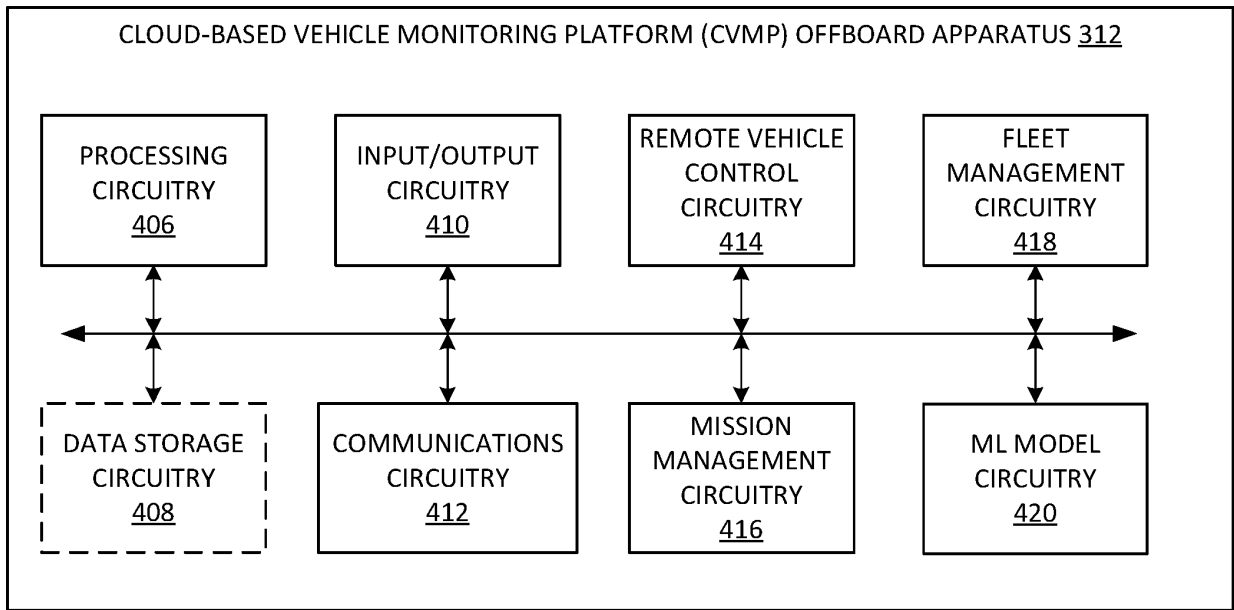 CLOUD-BASED VEHICLE MONITORING PLATFORM (CVMP) OFFBOARD APPARATUS 312
PROCESSING
CIRCUITRY
406
INPUT/OUTPUT
CIRCUITRY
410
REMOTE VEHICLE
CONTROL
CIRCUITRY
414
FLEET
MANAGEMENT
CIRCUITRY
418
DATA STORAGE
CIRCUITRY
408
COMMUNICATIONS
CIRCUITRY
412
MISSION
MANAGEMENT
CIRCUITRY
416
ML MODEL
CIRCUITRY
420